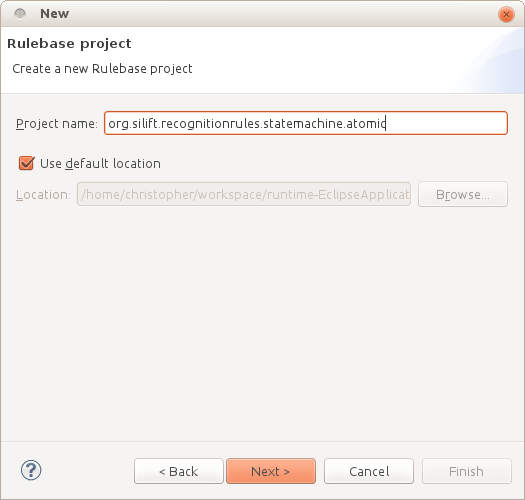 New
Rulebase project
Create a new Rulebase project
Project name: org.silift.recognitionrules.statemachine.atomic
Use default location
Location: /home/christopher/workspace/runtime-EclipseApplicat Browse...
? < Back Next > Cancel Finish